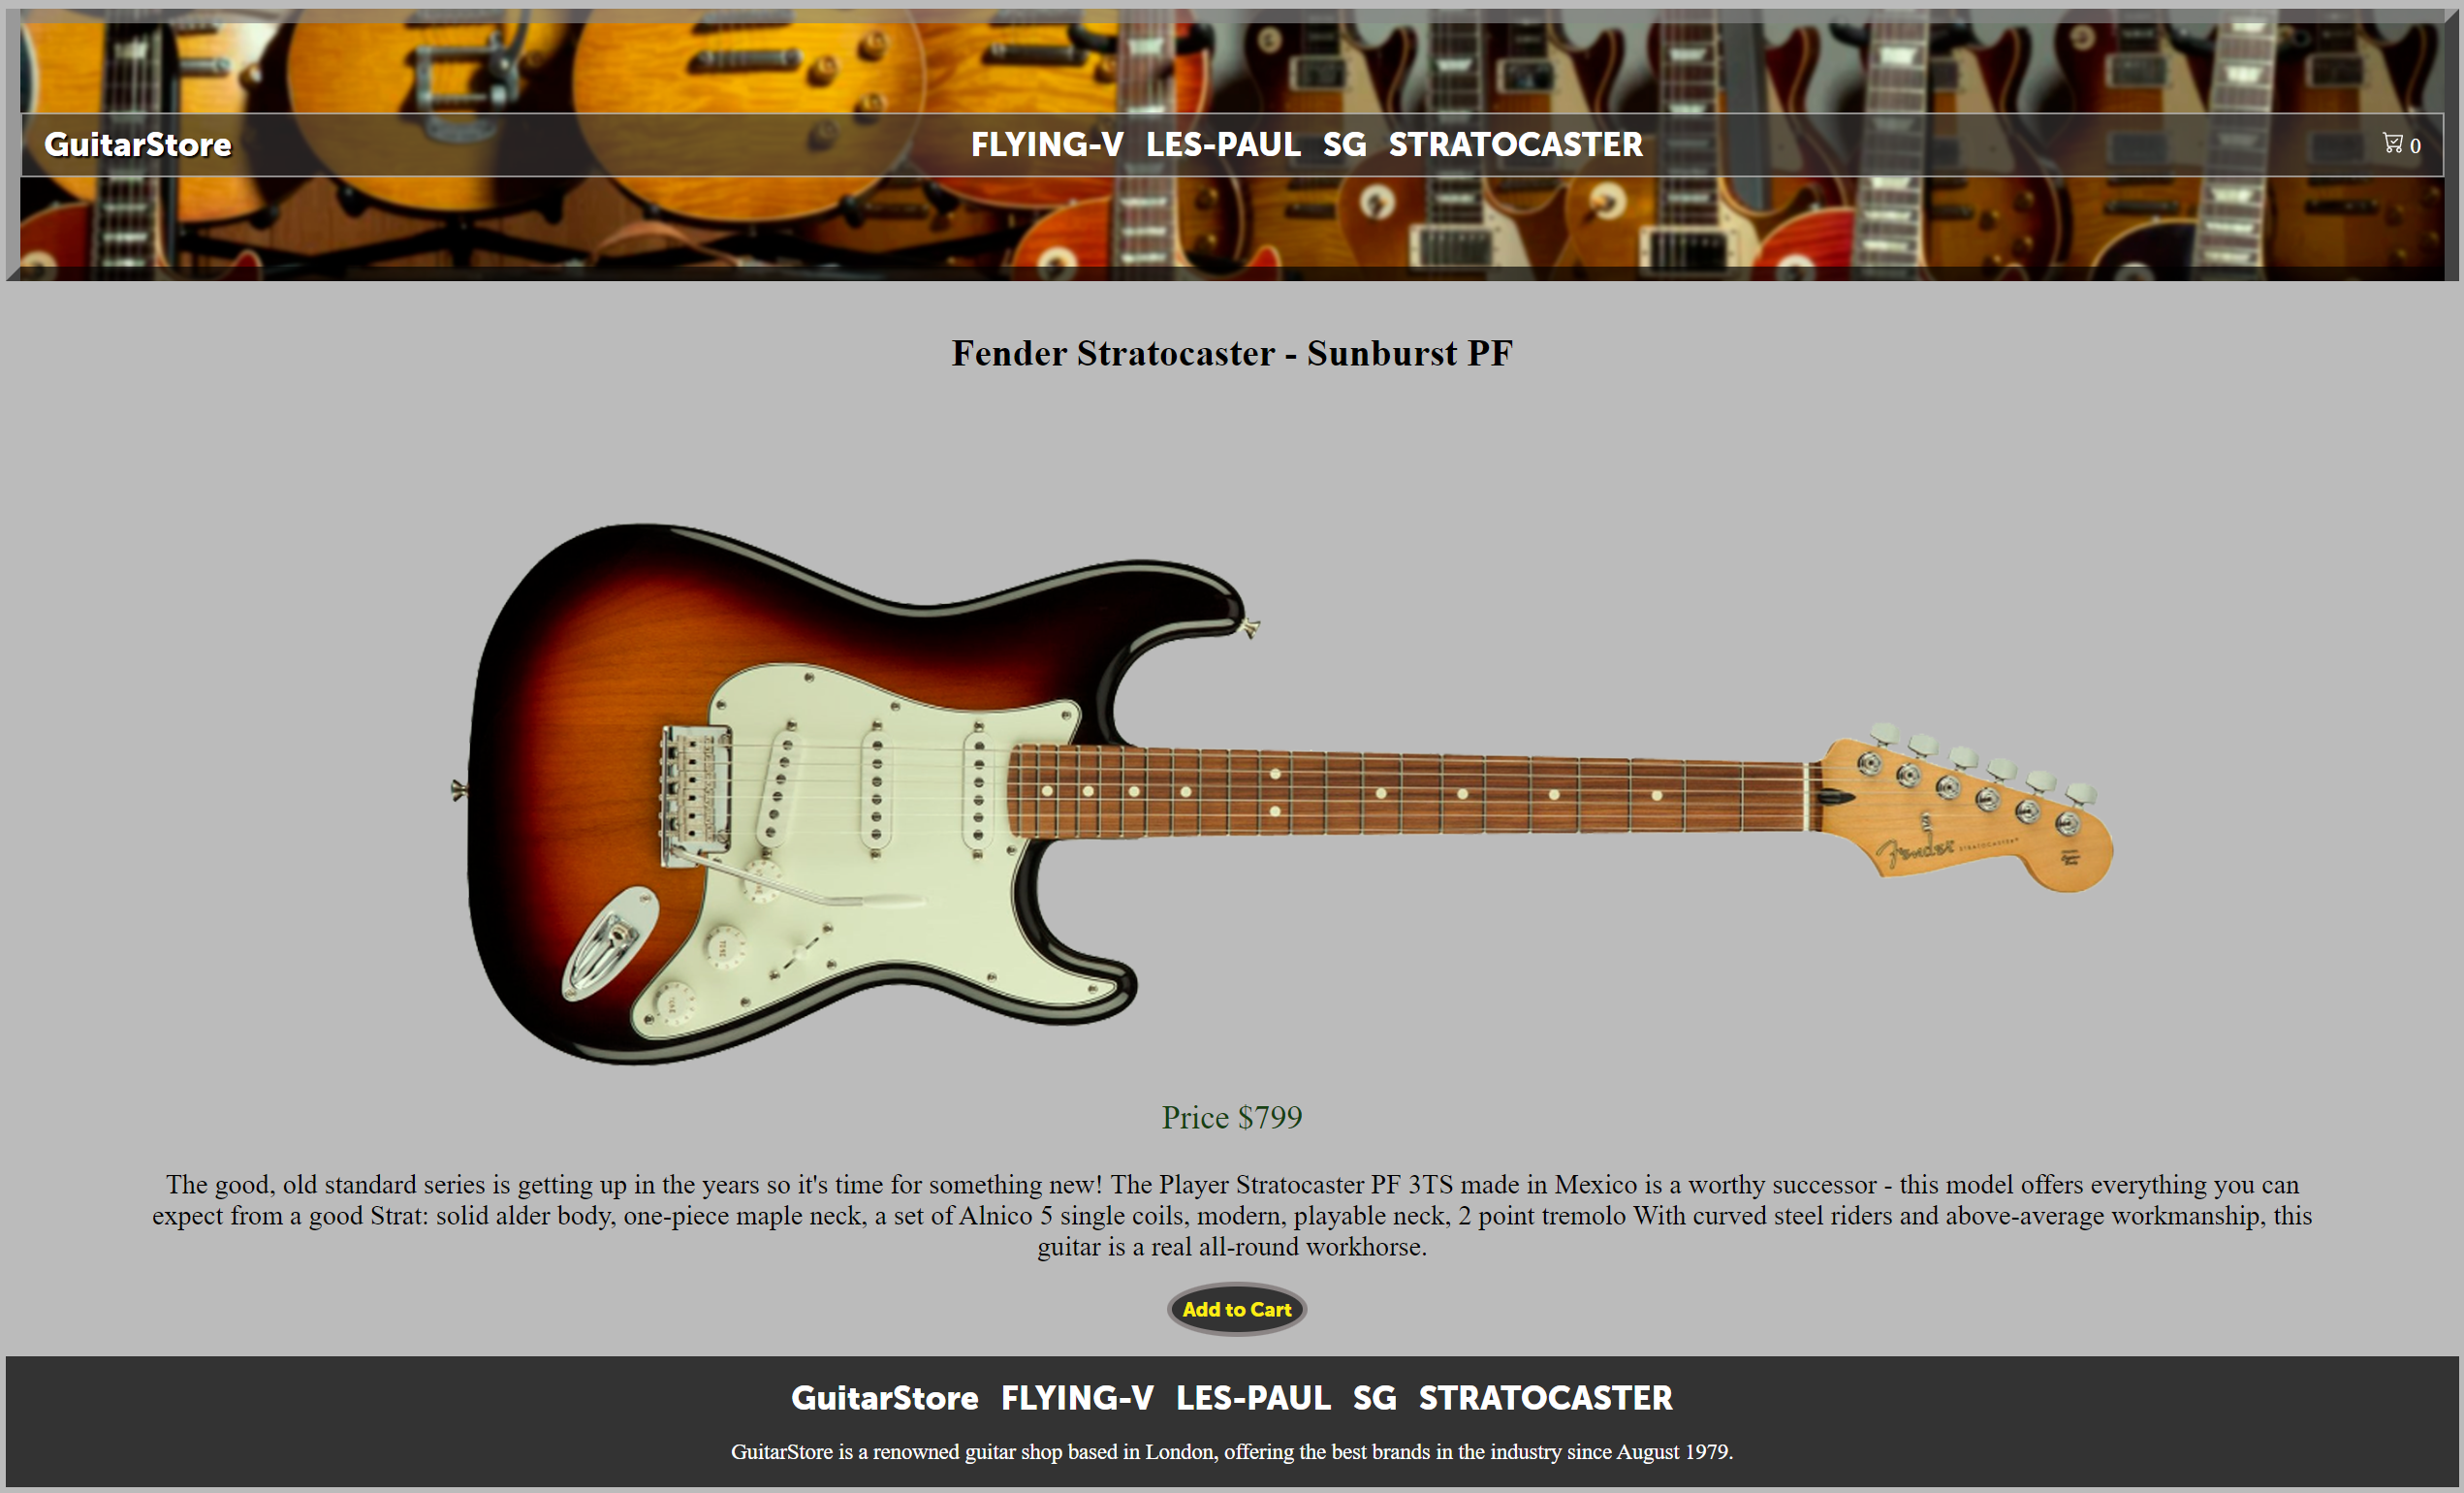 GuitarStore FLYING-V LES-PAUL SG STRATOCASTER 0
Fender Stratocaster - Sunburst PF
Fender STRATOCASTER
TONE
TONE
Price $799
The good, old standard series is getting up in the years so it's time for something new! The Player Stratocaster PF 3TS made in Mexico is a worthy successor - this model offers everything you can
expect from a good Strat: solid alder body, one-piece maple neck, a set of Alnico 5 single coils, modern, playable neck, 2 point tremolo With curved steel riders and above-average workmanship, this
guitar is a real all-round workhorse.
Add to Cart
GuitarStore FLYING-V LES-PAUL SG STRATOCASTER
GuitarStore is a renowned guitar shop based in London, offering the best brands in the industry since August 1979.